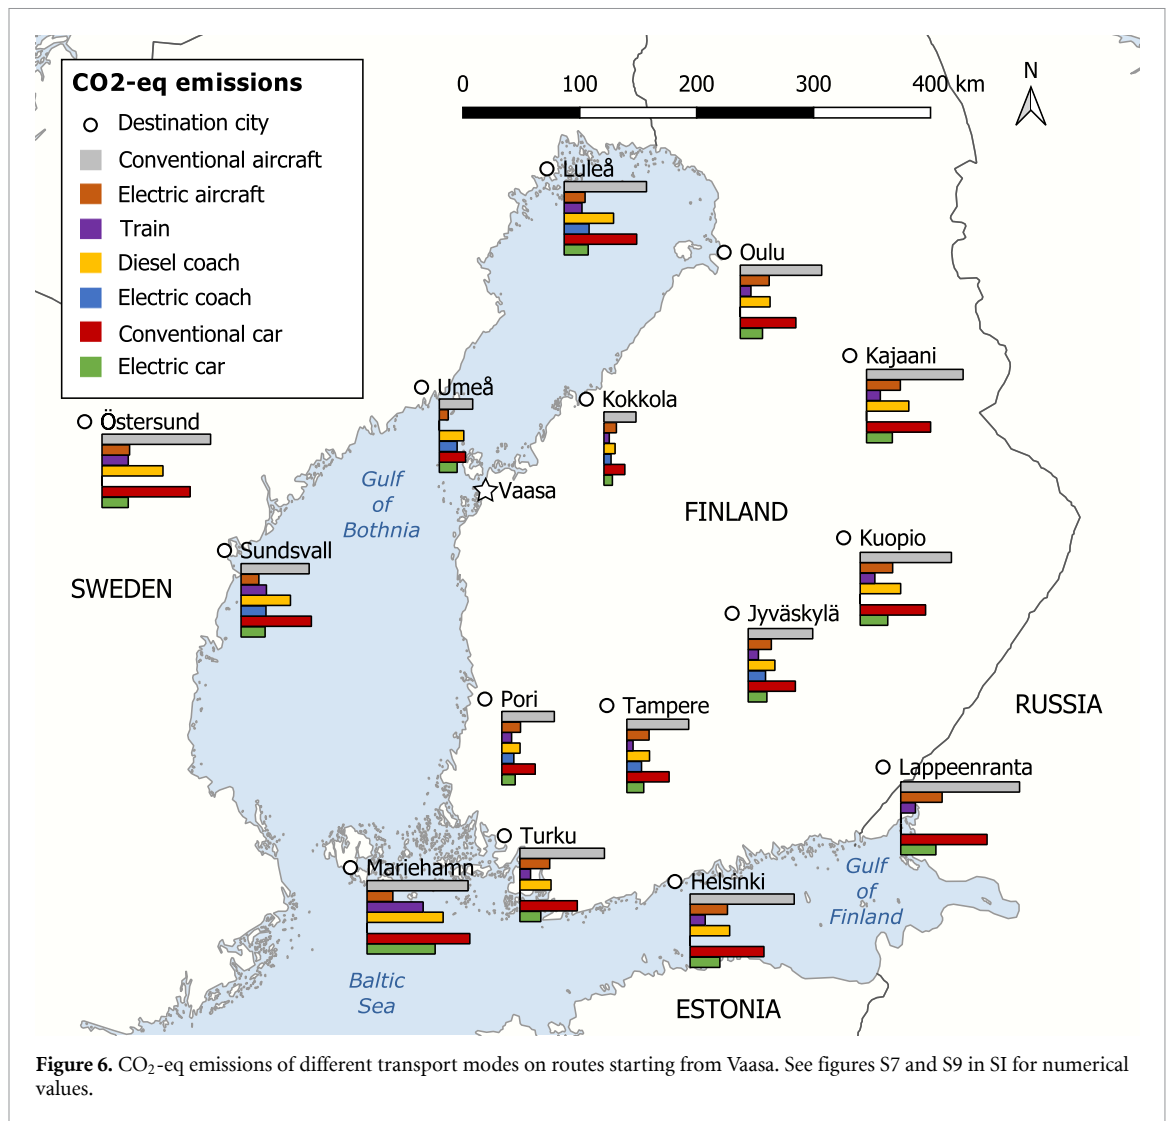 CO2-eq emissions
Destination city
Conventional aircraft
Electric aircraft
Train
Diesel coach
Electric coach
Conventional car
Electric car
0 100 200 300 400 km
N
Luleå
Oulu
Kajaani
Umeå
Kokkola
Östersund
Gulf
of
Bothnia
Vaasa
FINLAND
Kuopio
Sundsvall
SWEDEN
Jyväskylä
Pori
Tampere
RUSSIA
Lappeenranta
Turku
Mariehamn
Helsinki
Gulf
of
Finland
Baltic
Sea
ESTONIA
Figure 6. CO₂-eq emissions of different transport modes on routes starting from Vaasa. See figures S7 and S9 in SI for numerical
values.